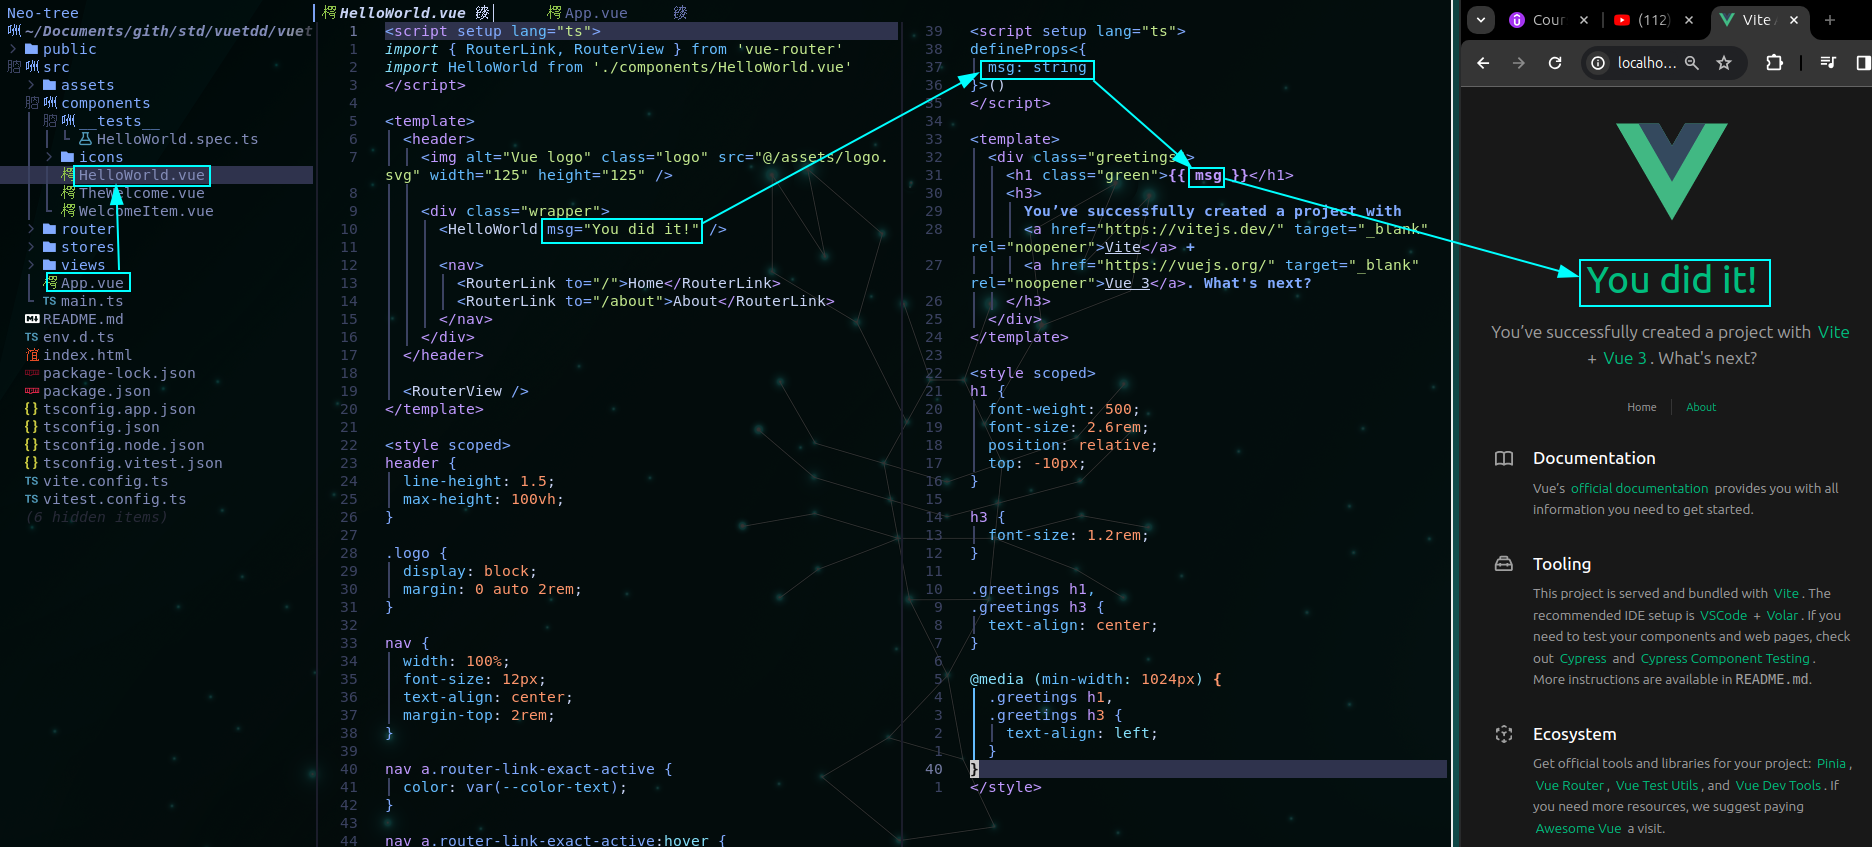 Neo-tree
~/Documents/gith/std/vuetdd/vuet
public
src
assets
components
__tests__
HelloWorld.spec.ts
icons
HelloWorld.vue
TheWelcome.vue
WelcomeItem.vue
router
stores
views
App.vue
TS main.ts
README.md
TS env.d.ts
index.html
package-lock.json
package.json
{} tsconfig.app.json
{} tsconfig.json
{} tsconfig.node.json
{} tsconfig.vitest.json
TS vite.config.ts
TS vitest.config.ts
(6 hidden items)
HelloWorld.vue
App.vue
1 <script setup lang="ts">
1 import { RouterLink, RouterView } from 'vue-router'
2 import HelloWorld from './components/HelloWorld.vue'
3 </script>
4
5 <template>
6 <header>
7 <img alt="Vue logo" class="logo" src="@/assets/logo.
svg" width="125" height="125" />
8
9 <div class="wrapper">
10 <HelloWorld msg="You did it!" />
11
12 <nav>
13 <RouterLink to="/">Home</RouterLink>
14 <RouterLink to="/about">About</RouterLink>
15 </nav>
16 </div>
17 </header>
18
19 <RouterView />
20 </template>
21
22 <style scoped>
23 header {
24 line-height: 1.5;
25 max-height: 100vh;
26 }
27
28 .logo {
29 display: block;
30 margin: 0 auto 2rem;
31 }
32
33 nav {
34 width: 100%;
35 font-size: 12px;
36 text-align: center;
37 margin-top: 2rem;
38 }
39
40 nav a.router-link-exact-active {
41 color: var(--color-text);
42 }
43
44 nav a.router-link-exact-active:hover {
39 <script setup lang="ts">
38 defineProps<{
37 msg: string
36 }>()
35 </script>
34
33 <template>
32 <div class="greetings">
31 <h1 class="green">{{ msg }}</h1>
30 <h3>
29 You’ve successfully created a project with
28 <a href="https://vitejs.dev/" target="_blank"
rel="noopener">Vite</a> +
27 <a href="https://vuejs.org/" target="_blank"
rel="noopener">Vue 3</a>. What's next?
26 </h3>
25 </div>
24 </template>
23
22 <style scoped>
21 h1 {
20 font-weight: 500;
19 font-size: 2.6rem;
18 position: relative;
17 top: -10px;
16 }
15
14 h3 {
13 font-size: 1.2rem;
12 }
11
10 .greetings h1,
9 .greetings h3 {
8 text-align: center;
7 }
6
5 @media (min-width: 1024px) {
4 .greetings h1,
3 .greetings h3 {
2 text-align: left;
1 }
40 }
1 </style>
Cour
(112)
Vite
localho...
You did it!
You’ve successfully created a project with Vite
+ Vue 3. What's next?
Home
About
Documentation
Vue’s official documentation provides you with all
information you need to get started.
Tooling
This project is served and bundled with Vite. The
recommended IDE setup is VSCode + Volar. If you
need to test your components and web pages, check
out Cypress and Cypress Component Testing.
More instructions are available in README.md.
Ecosystem
Get official tools and libraries for your project: Pinia,
Vue Router, Vue Test Utils, and Vue Dev Tools. If
you need more resources, we suggest paying
Awesome Vue a visit.